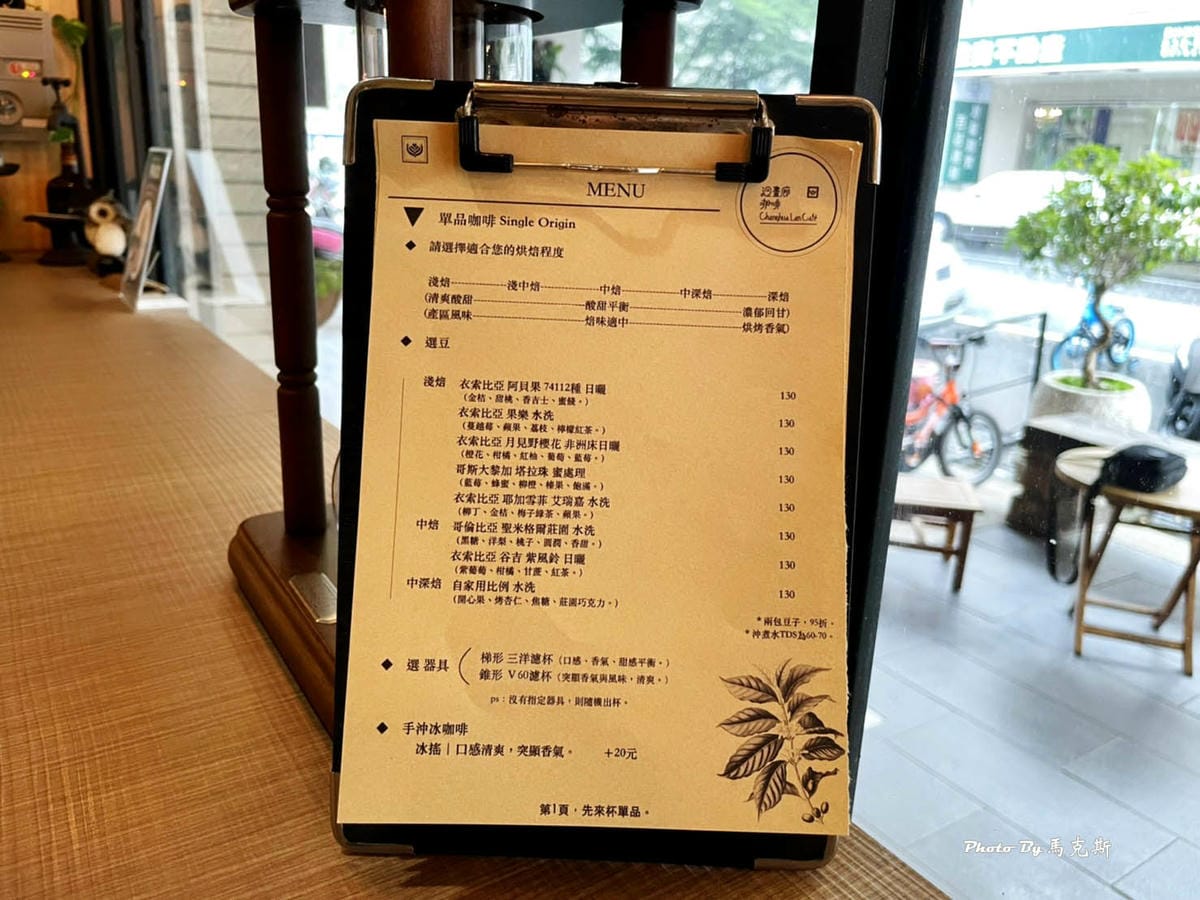 MENU
咖啡
Changhua Lan Café
單品咖啡 Single Origin
請選擇適合您的烘焙程度
淺焙----------淺中焙----------中焙----------中深焙----------深焙
(清爽酸甜--------------------酸甜平衡--------------------濃郁回甘)
(產區風味--------------------焙味適中--------------------烘烤香氣)
選豆
淺焙 衣索比亞 阿貝果 74112種 日曬 130
(金桔、甜桃、香吉士、蜜餞。)
衣索比亞 果樂 水洗 130
(蔓越莓、蘋果、荔枝、檸檬紅茶。)
衣索比亞 月見野櫻花 非洲床日曬 130
(橙花、柑橘、紅柚、葡萄、藍莓。)
哥斯大黎加 塔拉珠 蜜處理 130
(藍莓、蜂蜜、柳橙、榛果、飽滿。)
衣索比亞 耶加雪菲 艾瑞嘉 水洗 130
(柳丁、金桔、梅子綠茶、蘋果。)
中焙 哥倫比亞 聖米格爾莊園 水洗 130
(黑糖、洋梨、桃子、圓潤、香甜。)
衣索比亞 谷吉 紫風鈴 日曬 130
(紫葡萄、柑橘、甘蔗、紅茶。)
中深焙 自家用比例 水洗 130
(開心果、烤杏仁、焦糖、莊園巧克力。)
*兩包豆子，95折。
*沖煮水TDS為60-70。
選 器具
梯形 三洋濾杯 (口感、香氣、甜感平衡。)
錐形 V60濾杯 (突顯香氣與風味，清爽。)
ps：沒有指定器具，則隨機出杯。
手沖冰咖啡
冰搖｜口感清爽，突顯香氣。 +20元
第1頁，先來杯單品。
Photo By 馬克斯